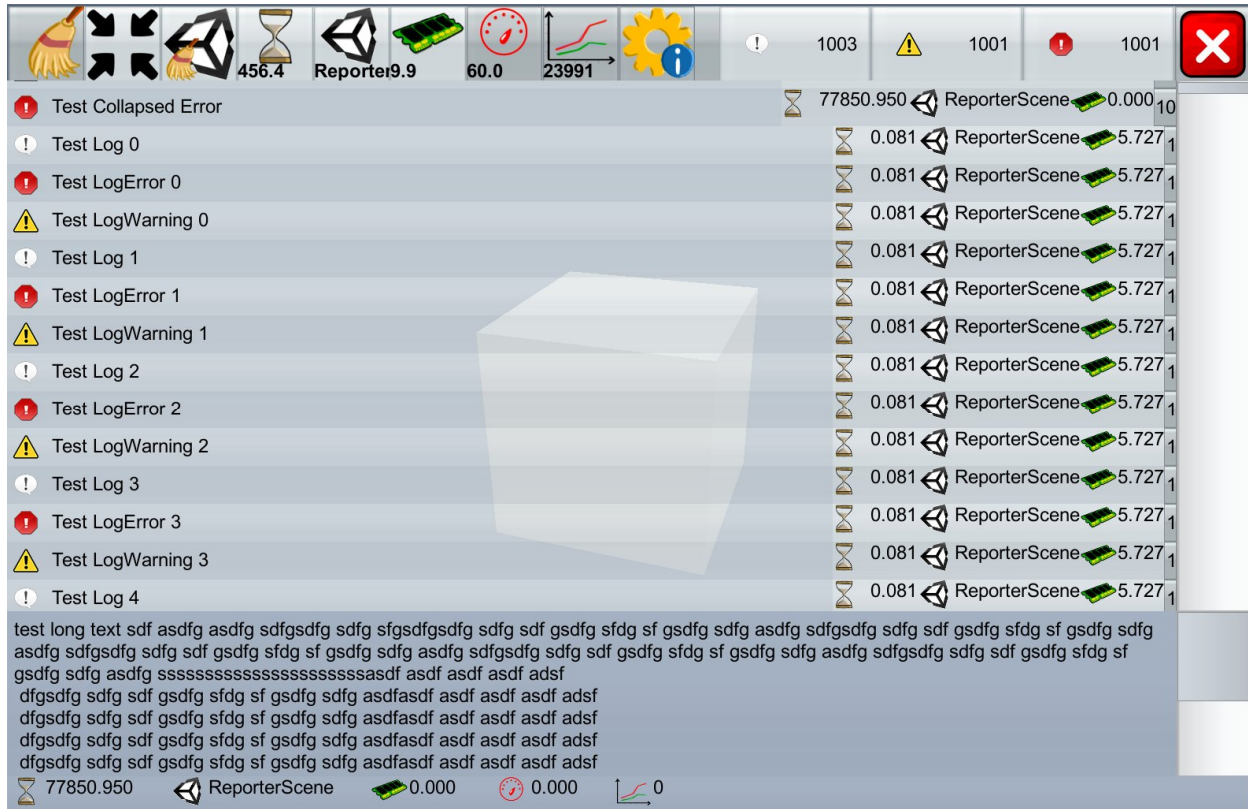 456.4 Reporter9.9 60.0 23991 1003 1001 1001
Test Collapsed Error 77850.950 ReporterScene 0.000 10
Test Log 0 0.081 ReporterScene 5.727 1
Test LogError 0 0.081 ReporterScene 5.727 1
Test LogWarning 0 0.081 ReporterScene 5.727 1
Test Log 1 0.081 ReporterScene 5.727 1
Test LogError 1 0.081 ReporterScene 5.727 1
Test LogWarning 1 0.081 ReporterScene 5.727 1
Test Log 2 0.081 ReporterScene 5.727 1
Test LogError 2 0.081 ReporterScene 5.727 1
Test LogWarning 2 0.081 ReporterScene 5.727 1
Test Log 3 0.081 ReporterScene 5.727 1
Test LogError 3 0.081 ReporterScene 5.727 1
Test LogWarning 3 0.081 ReporterScene 5.727 1
Test Log 4 0.081 ReporterScene 5.727 1
test long text sdf asdfg asdfg sdfgsdfg sdfg sfgsdfgsdfg sdfg sdf gsdfg sfdg sf gsdfg sdfg asdfg sdfgsdfg sdfg sdf gsdfg sfdg sf gsdfg sdfg
asdfg sdfgsdfg sdfg sdf gsdfg sfdg sf gsdfg sdfg asdfg sdfgsdfg sdfg sdf gsdfg sfdg sf gsdfg sdfg asdfg sdfgsdfg sdfg sdf gsdfg sfdg sf
gsdfg sdfg asdfg ssssssssssssssssssssssasdf asdf asdf asdf adsf
dfgsdfg sdfg sdf gsdfg sfdg sf gsdfg sdfg asdfasdf asdf asdf asdf adsf
dfgsdfg sdfg sdf gsdfg sfdg sf gsdfg sdfg asdfasdf asdf asdf asdf adsf
dfgsdfg sdfg sdf gsdfg sfdg sf gsdfg sdfg asdfasdf asdf asdf asdf adsf
dfgsdfg sdfg sdf gsdfg sfdg sf gsdfg sdfg asdfasdf asdf asdf asdf adsf
77850.950 ReporterScene 0.000 0.000 0